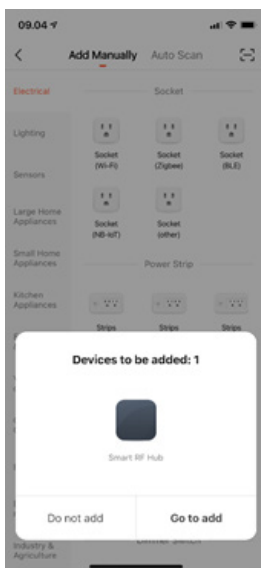 09.04
Add Manually Auto Scan
Electrical
Socket
Lighting
Socket
(Wi-Fi)
Socket
(Zigbee)
Socket
(BLE)
Sensors
Large Home
Appliances
Socket
(NB-IoT)
Socket
(other)
Small Home
Appliances
Power Strip
Kitchen
Appliances
Strips
Strips
Strips
Devices to be added: 1
Smart RF Hub
Do not add
Go to add
Industry &
Agriculture
Dimmer Switch